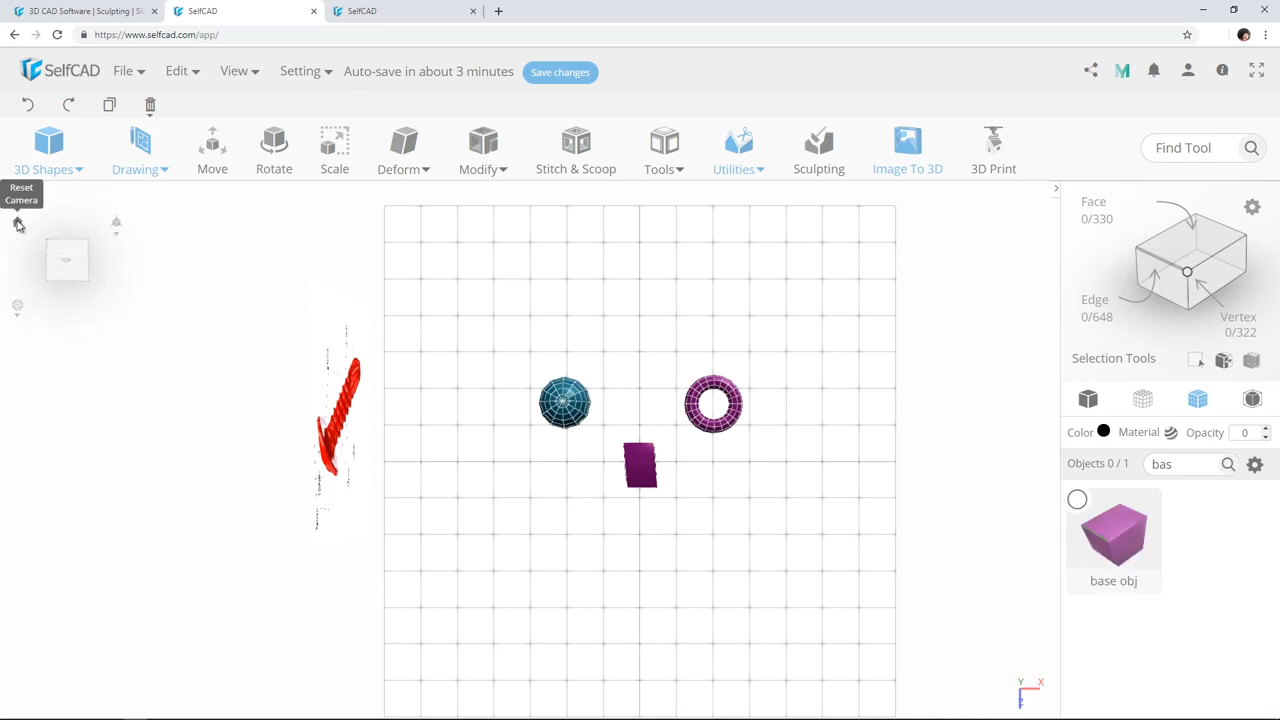 3D CAD Software | Sculpting | Sli
SelfCAD
SelfCAD
https://www.selfcad.com/app/
SelfCAD
File
Edit
View
Setting
Auto-save in about 3 minutes
Save changes
3D Shapes
Drawing
Move
Rotate
Scale
Deform
Modify
Stitch & Scoop
Tools
Utilities
Sculpting
Image To 3D
3D Print
Find Tool
Reset
Camera
TOP
Face
0/330
Edge
0/648
Vertex
0/322
Selection Tools
Color
Material
Opacity
0
Objects 0 / 1
bas
base obj
Y
X